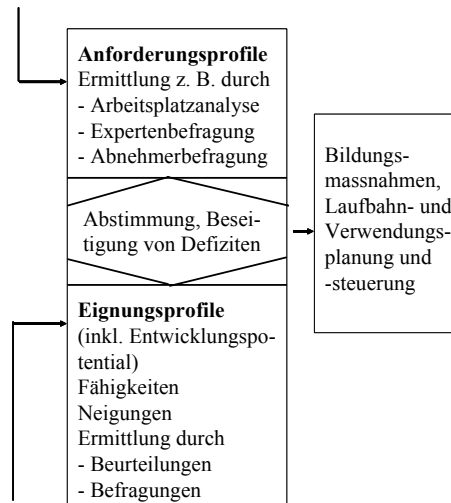 Anforderungsprofile
Ermittlung z. B. durch
- Arbeitsplatzanalyse
- Expertenbefragung
- Abnehmerbefragung
Abstimmung, Besei-
tigung von Defiziten
Bildungs-
massnahmen,
Laufbahn- und
Verwendungs-
planung und
-steuerung
Eignungsprofile
(inkl. Entwicklungspo-
tential)
Fähigkeiten
Neigungen
Ermittlung durch
- Beurteilungen
- Befragungen